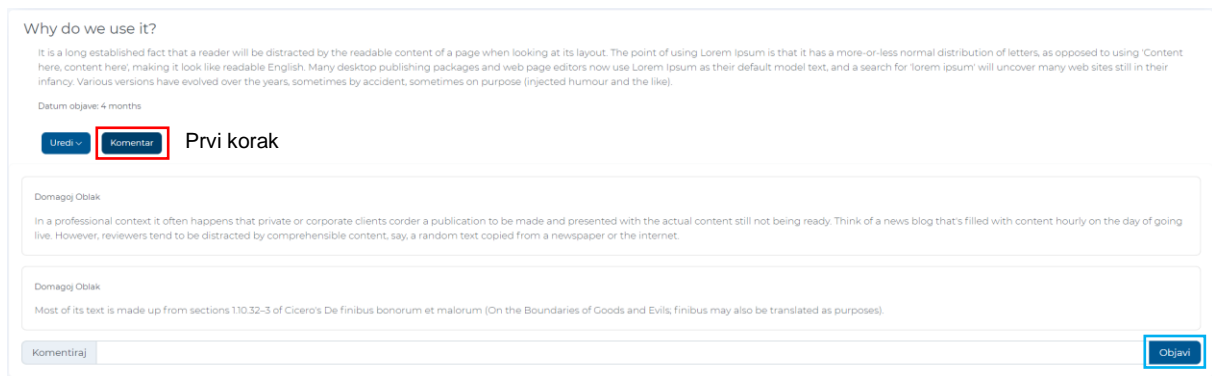 Why do we use it?
It is a long established fact that a reader will be distracted by the readable content of a page when looking at its layout. The point of using Lorem Ipsum is that it has a more-or-less normal distribution of letters, as opposed to using 'Content
here, content here', making it look like readable English. Many desktop publishing packages and web page editors now use Lorem Ipsum as their default model text, and a search for 'lorem ipsum' will uncover many web sites still in their
infancy. Various versions have evolved over the years, sometimes by accident, sometimes on purpose (injected humour and the like).
Datum objave: 4 months
Uredi Komentar Prvi korak
Domagoj Oblak
In a professional context it often happens that private or corporate clients corder a publication to be made and presented with the actual content still not being ready. Think of a news blog that's filled with content hourly on the day of going
live. However, reviewers tend to be distracted by comprehensible content, say, a random text copied from a newspaper or the internet.
Domagoj Oblak
Most of its text is made up from sections 1.10.32–3 of Cicero's De finibus bonorum et malorum (On the Boundaries of Goods and Evils; finibus may also be translated as purposes).
Komentiraj Objavi